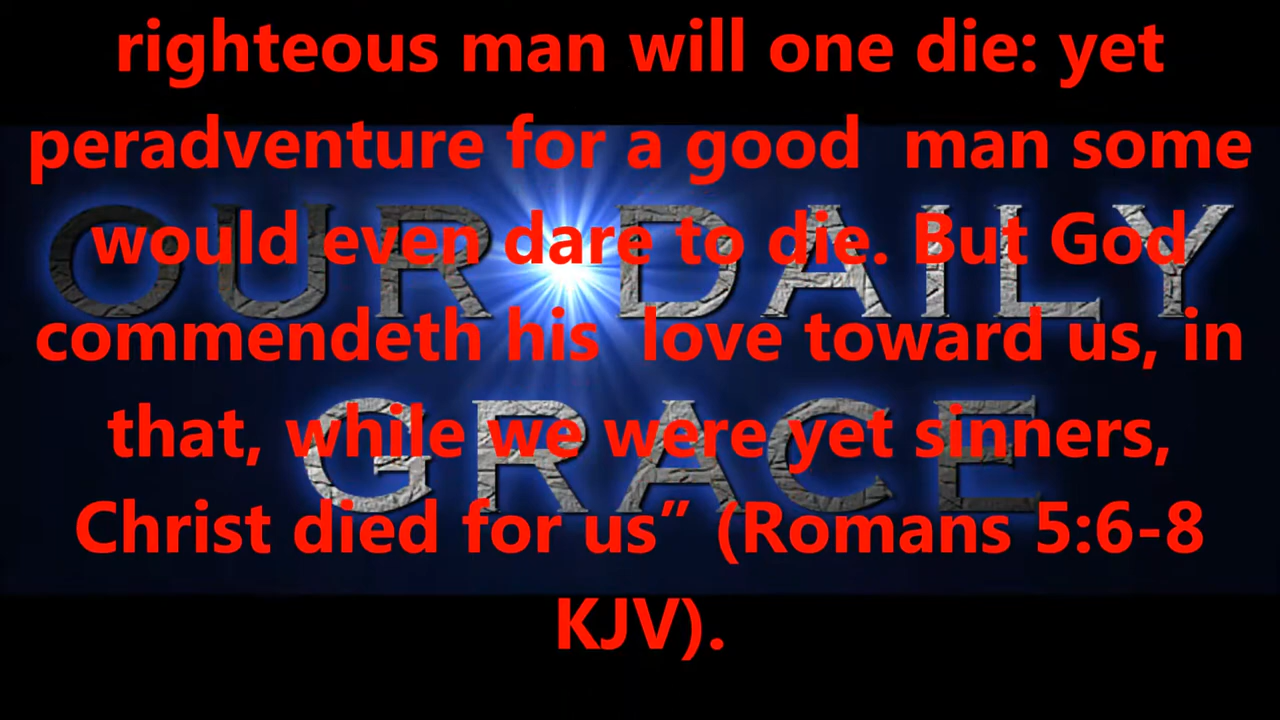 righteous man will one die: yet
peradventure for a good  man some
would even dare to die. But God
commendeth his  love toward us, in
that, while we were yet sinners,
Christ died for us” (Romans 5:6-8
KJV).
OUR DAILY
GRACE